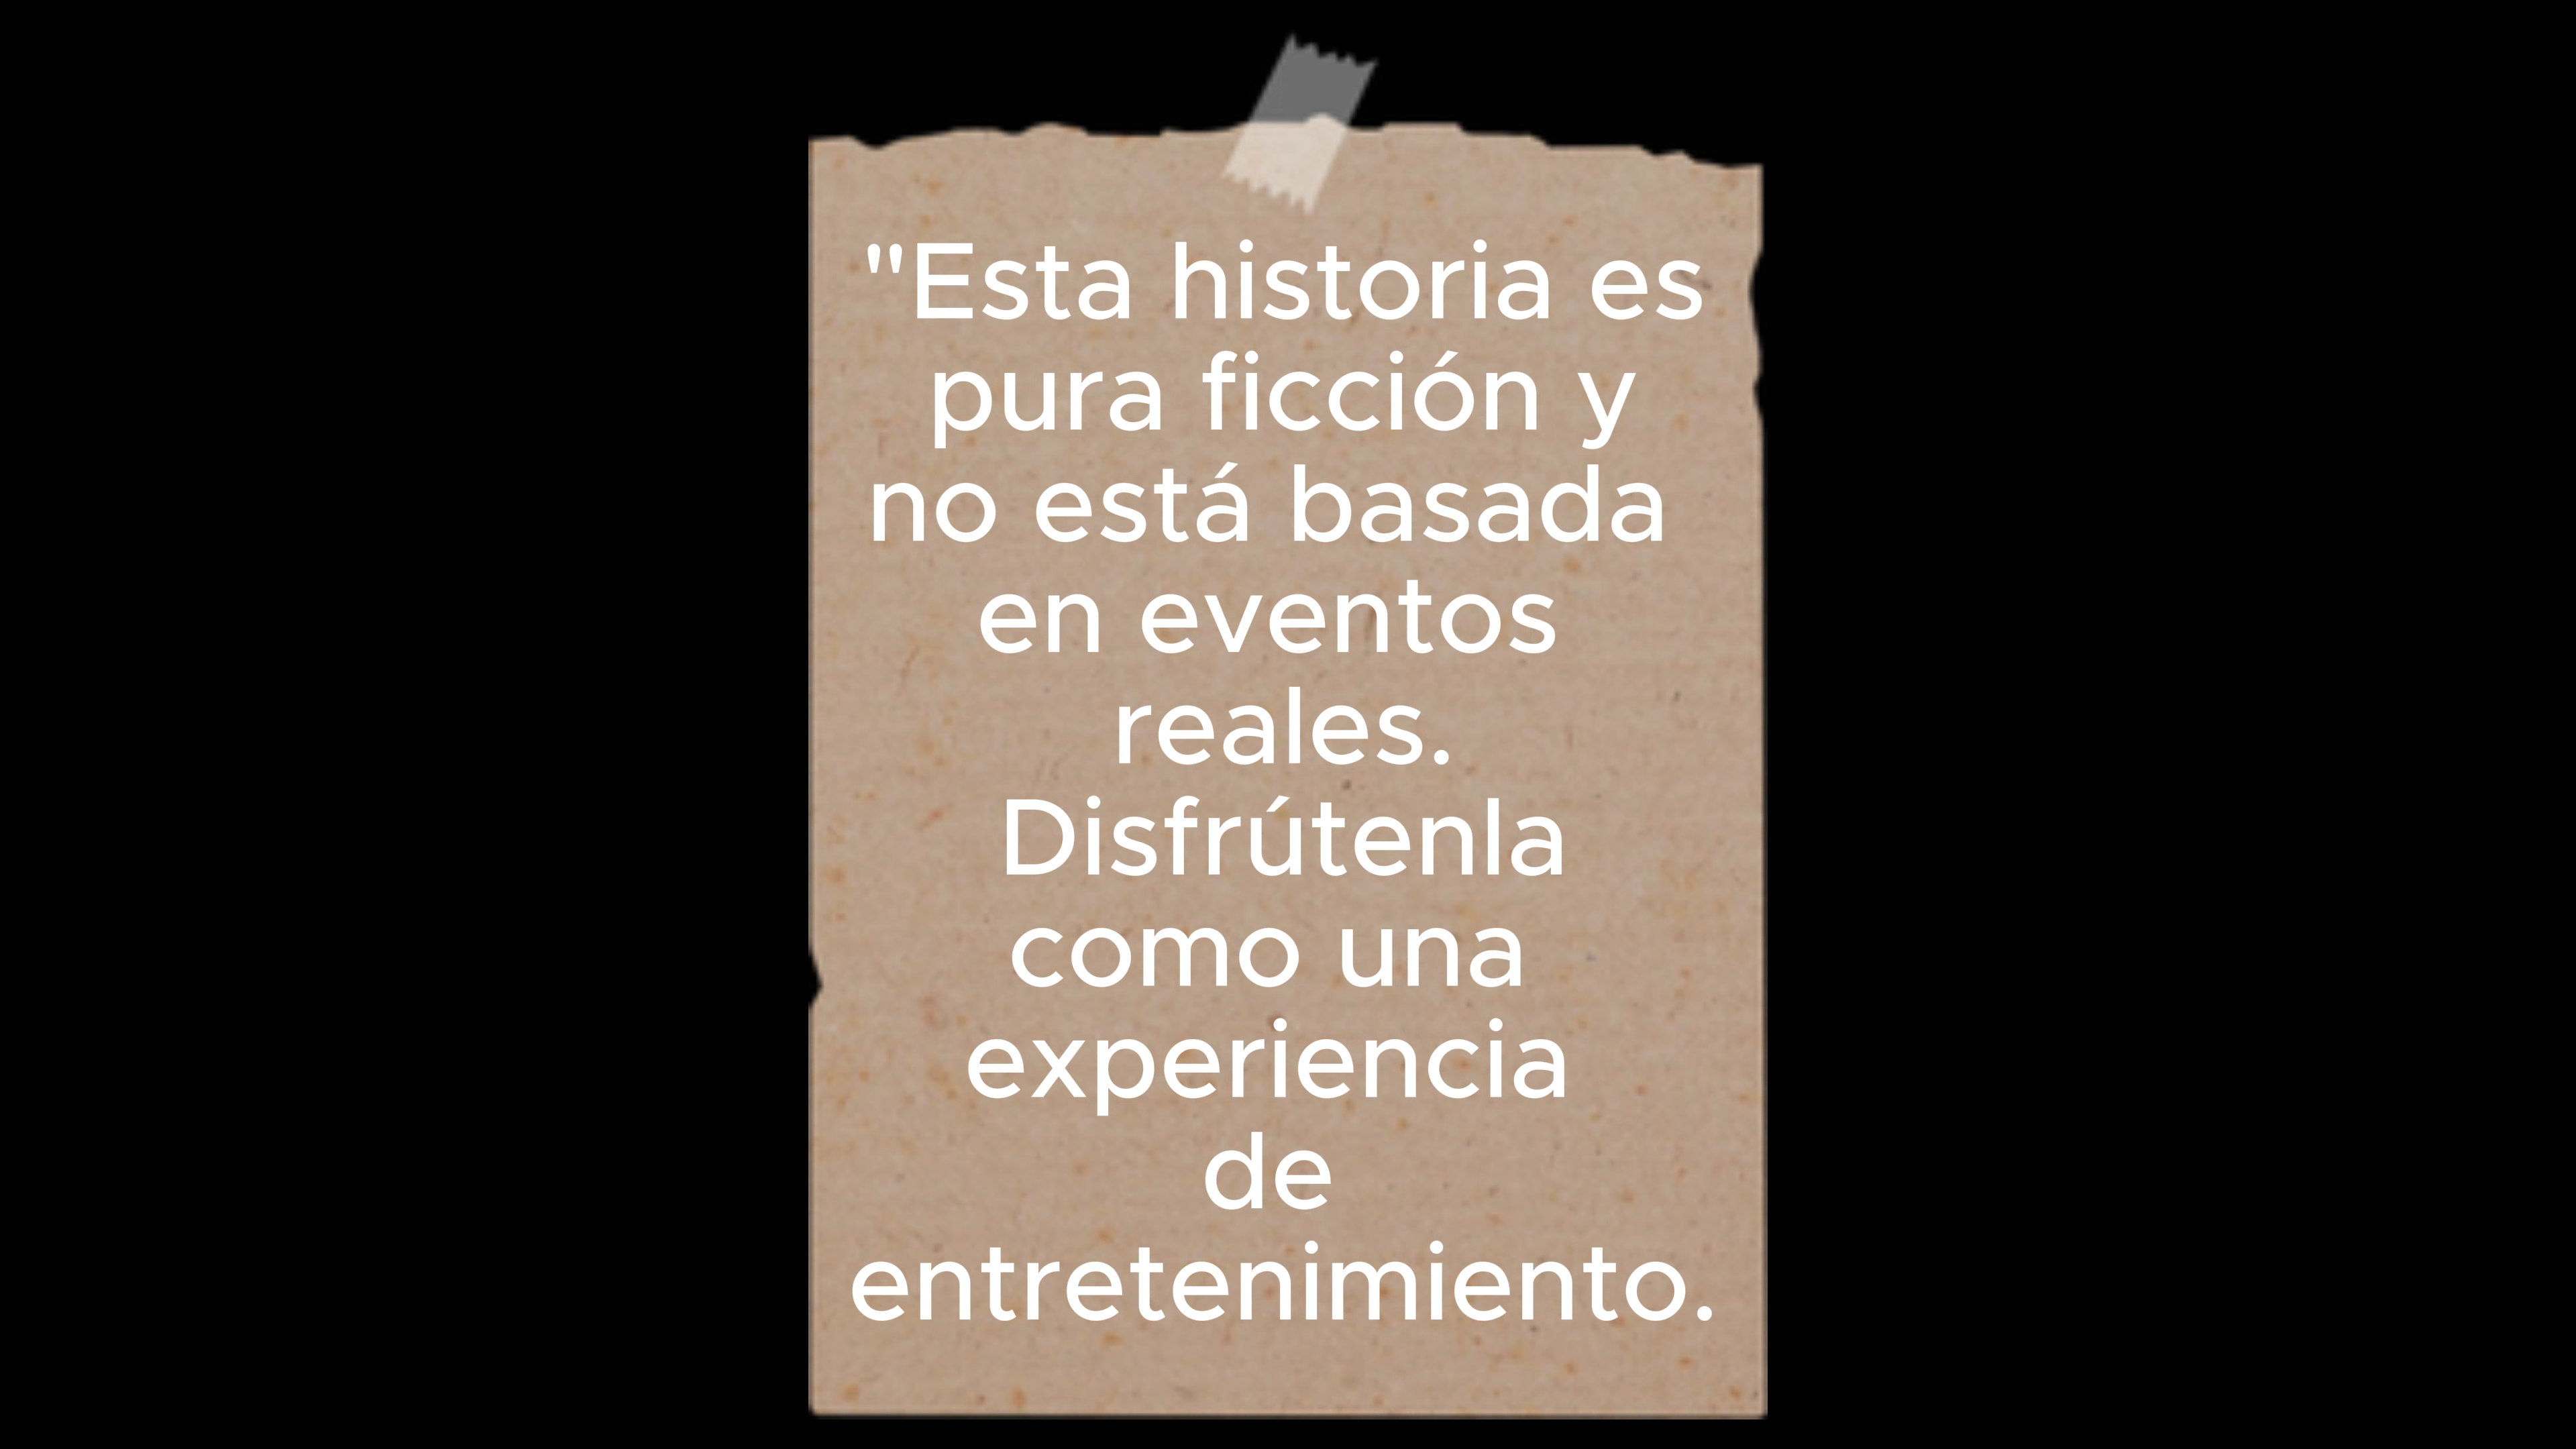 "Esta historia es
pura ficción y
no está basada
en eventos
reales.
Disfrútenla
como una
experiencia
de
entretenimiento.